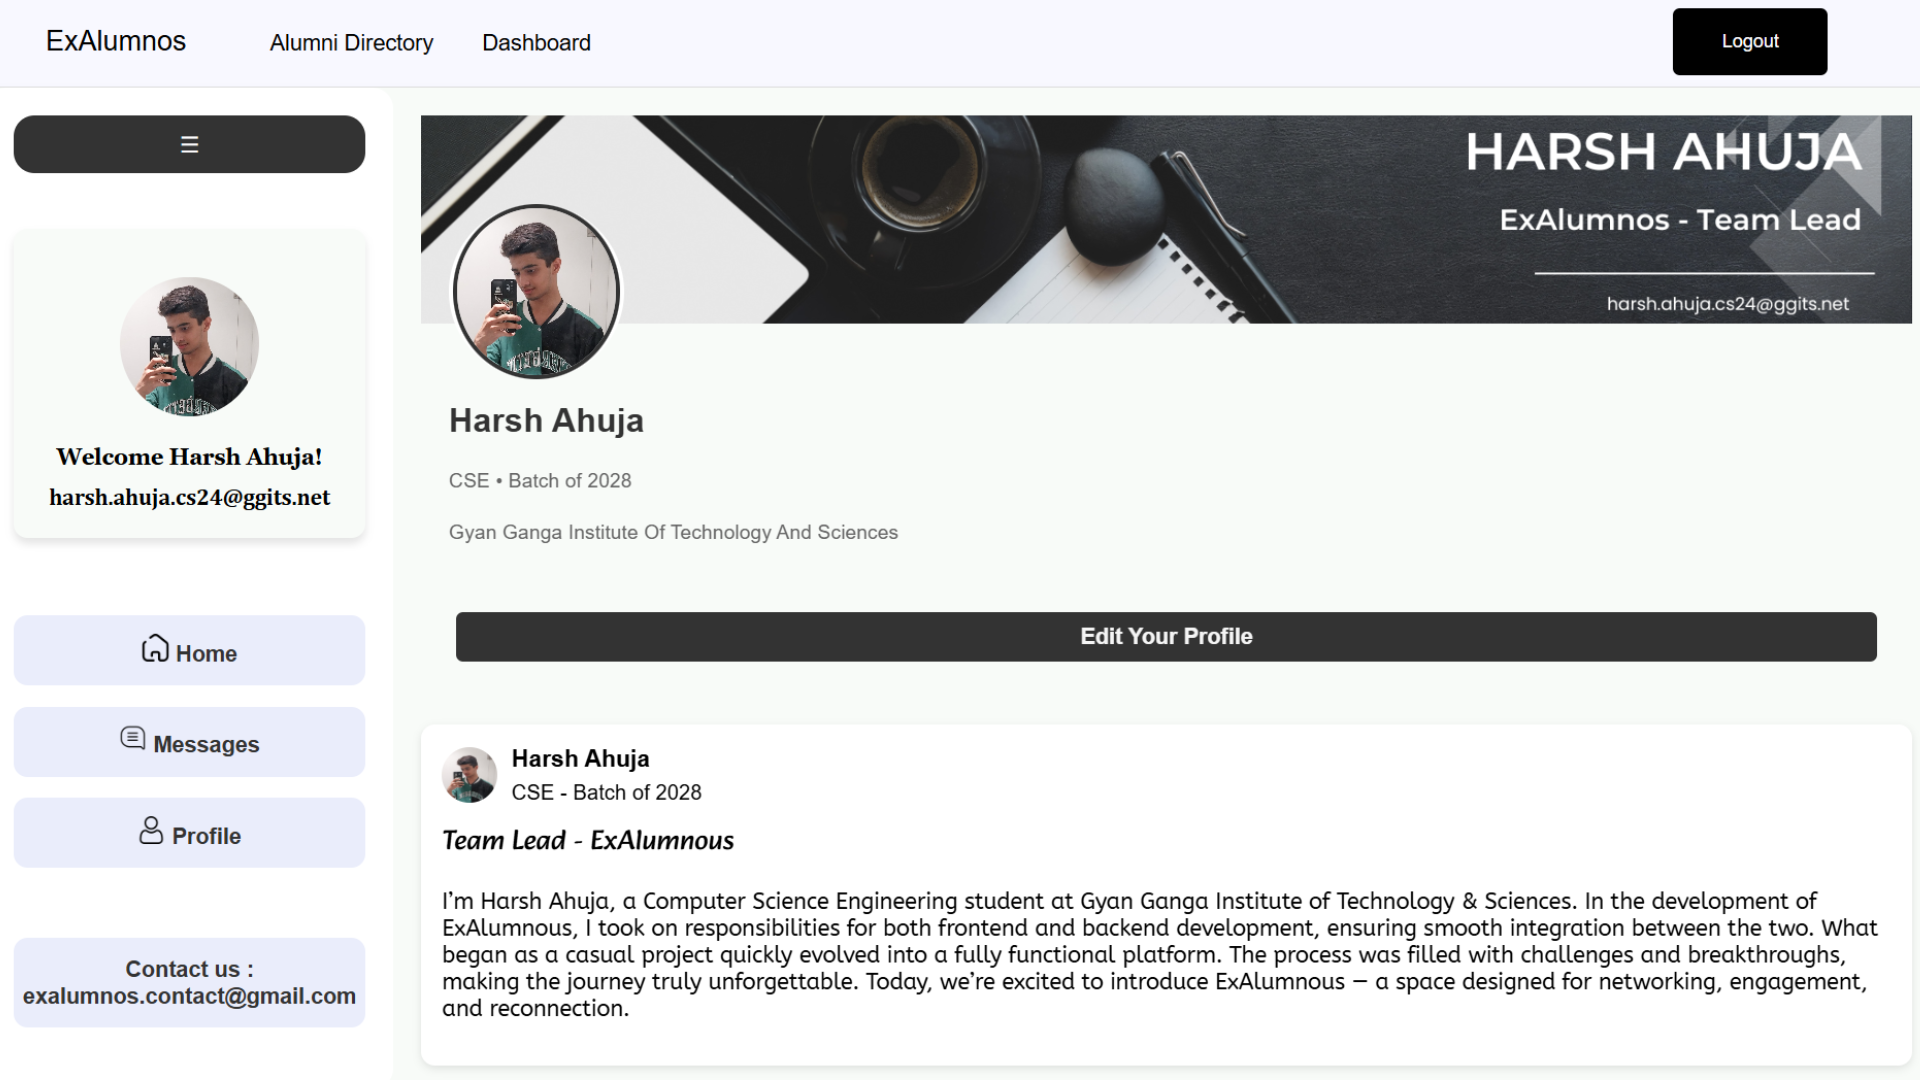 ExAlumnos
Alumni Directory
Dashboard
Logout
☰
Welcome Harsh Ahuja!
harsh.ahuja.cs24@ggits.net
Home
Messages
Profile
Contact us :
exalumnos.contact@gmail.com
HARSH AHUJA
ExAlumnos - Team Lead
harsh.ahuja.cs24@ggits.net
Harsh Ahuja
CSE • Batch of 2028
Gyan Ganga Institute Of Technology And Sciences
Edit Your Profile
Harsh Ahuja
CSE - Batch of 2028
Team Lead - ExAlumnous
I’m Harsh Ahuja, a Computer Science Engineering student at Gyan Ganga Institute of Technology & Sciences. In the development of
ExAlumnous, I took on responsibilities for both frontend and backend development, ensuring smooth integration between the two. What
began as a casual project quickly evolved into a fully functional platform. The process was filled with challenges and breakthroughs,
making the journey truly unforgettable. Today, we’re excited to introduce ExAlumnous — a space designed for networking, engagement,
and reconnection.